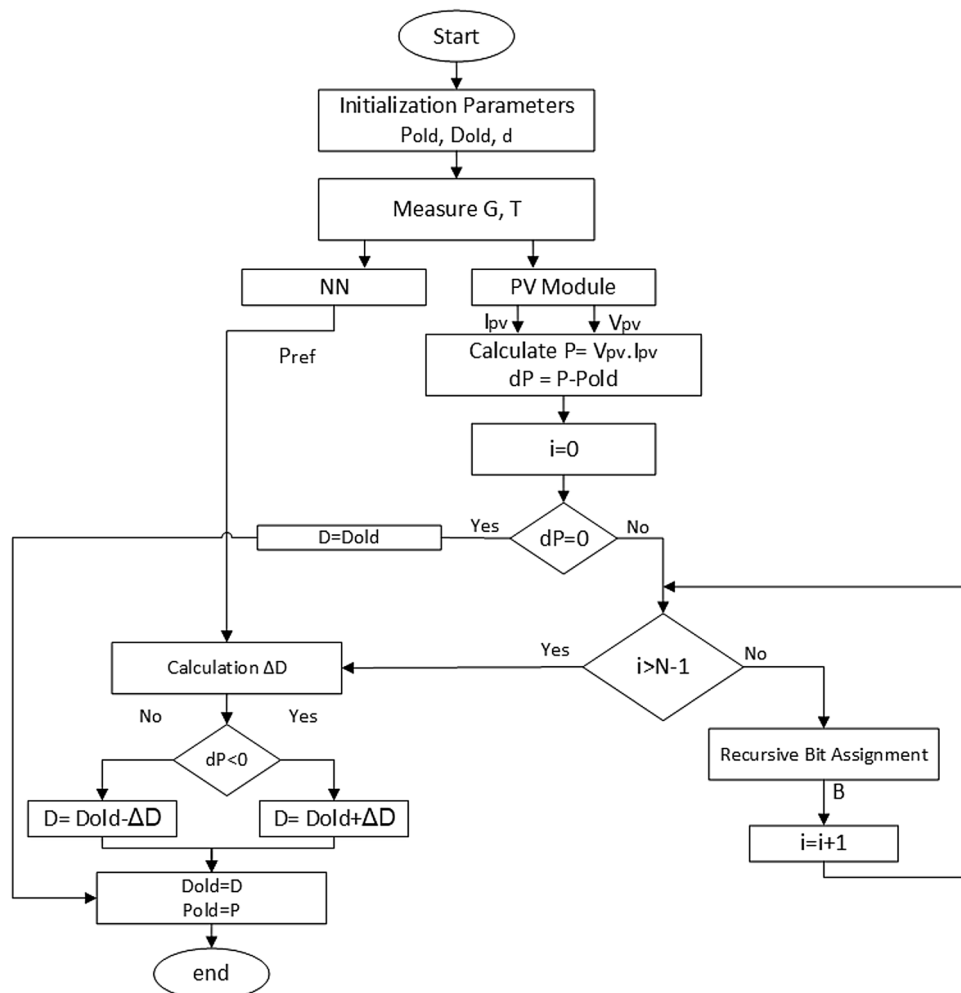 Start
Initialization Parameters
Pold, Dold, d
Measure G, T
NN
PV Module
Ipv
Vpv
Pref
Calculate P= Vpv.Ipv
dP = P-Pold
i=0
D=Dold
Yes
dP=0
No
Calculation ΔD
Yes
i>N-1
No
No
Yes
dP<0
Recursive Bit Assignment
B
D= Dold-ΔD
D= Dold+ΔD
i=i+1
Dold=D
Pold=P
end